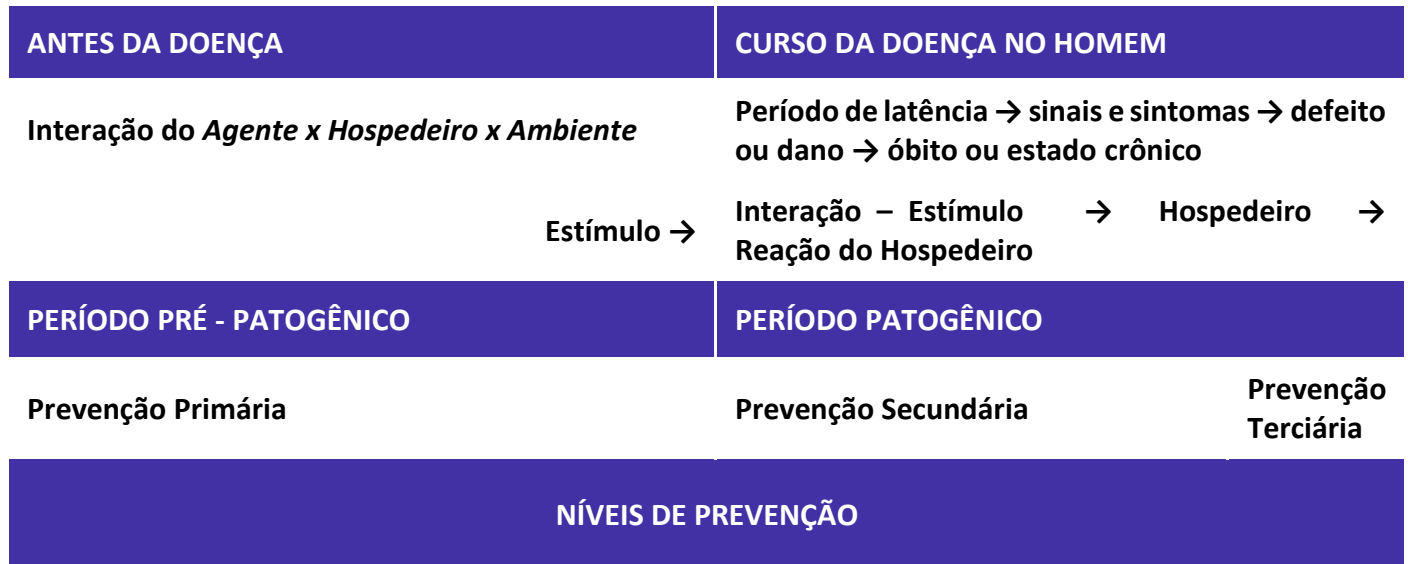 ANTES DA DOENÇA
CURSO DA DOENÇA NO HOMEM
Interação do Agente x Hospedeiro x Ambiente
Período de latência → sinais e sintomas → defeito
ou dano → óbito ou estado crônico
Estímulo →
Interação – Estímulo → Hospedeiro →
Reação do Hospedeiro
PERÍODO PRÉ - PATOGÊNICO
PERÍODO PATOGÊNICO
Prevenção Primária
Prevenção Secundária
Prevenção
Terciária
NÍVEIS DE PREVENÇÃO